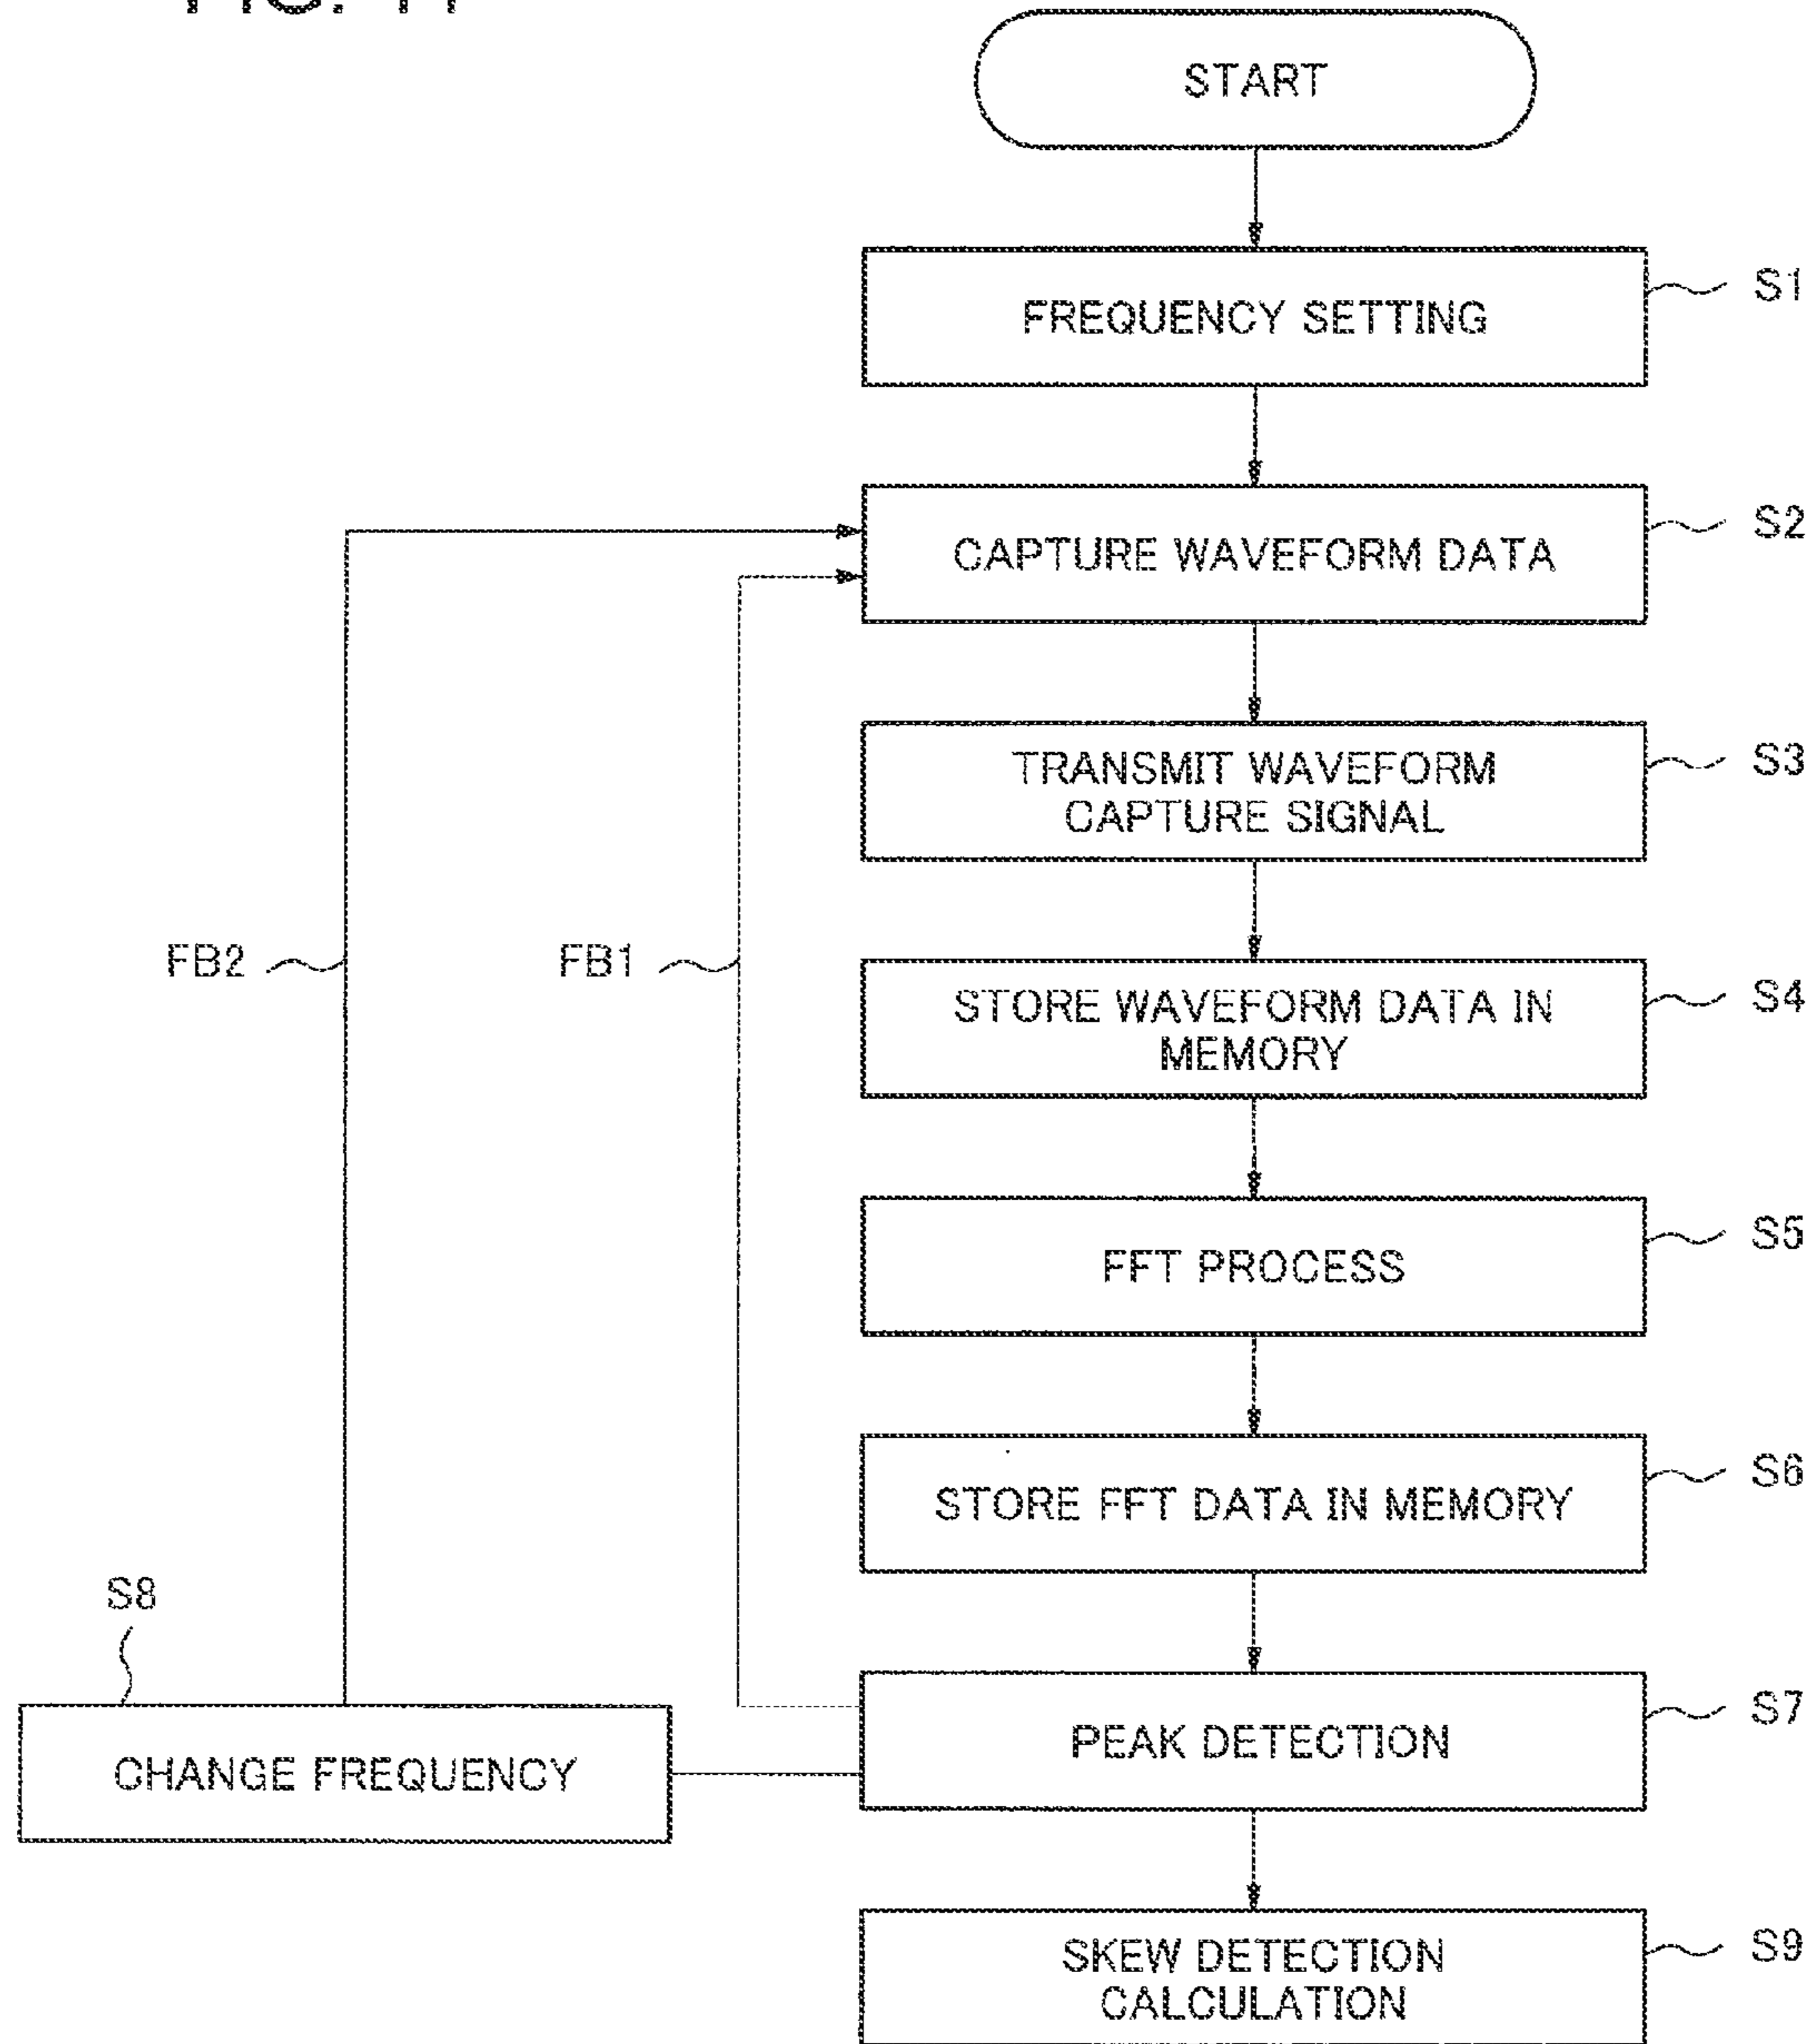 START
FREQUENCY SETTING
S1
CAPTURE WAVEFORM DATA
S2
TRANSMIT WAVEFORM
CAPTURE SIGNAL
S3
FB2
FB1
STORE WAVEFORM DATA IN
MEMORY
S4
FFT PROCESS
S5
STORE FFT DATA IN MEMORY
S6
S8
CHANGE FREQUENCY
PEAK DETECTION
S7
SKEW DETECTION
CALCULATION
S9